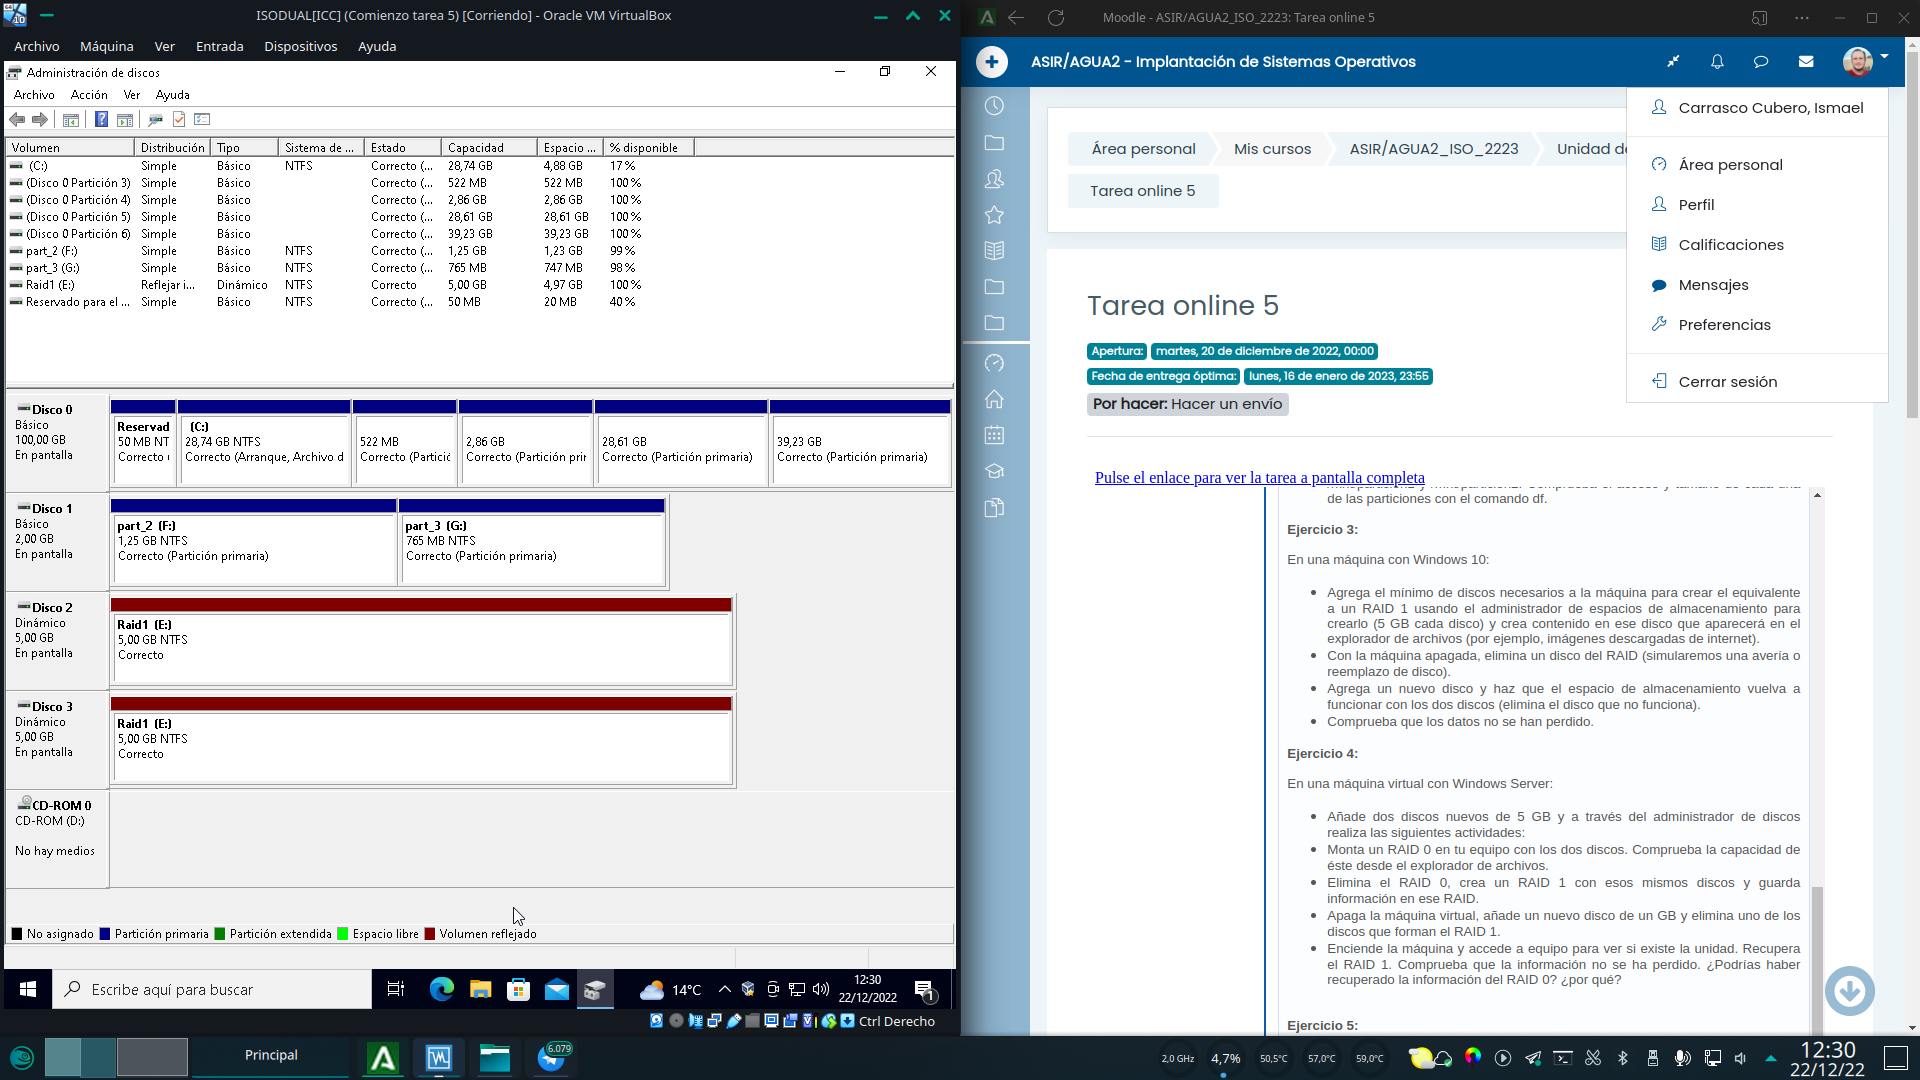 ISODUAL[ICC] (Comienzo tarea 5) [Corriendo] - Oracle VM VirtualBox
Archivo Máquina Ver Entrada Dispositivos Ayuda
Administración de discos
Archivo Acción Ver Ayuda
Volumen Distribución Tipo Sistema de ... Estado Capacidad Espacio ... % disponible
(C:) Simple Básico NTFS Correcto (... 28,74 GB 4,88 GB 17 %
(Disco 0 Partición 3) Simple Básico Correcto (... 522 MB 522 MB 100 %
(Disco 0 Partición 4) Simple Básico Correcto (... 2,86 GB 2,86 GB 100 %
(Disco 0 Partición 5) Simple Básico Correcto (... 28,61 GB 28,61 GB 100 %
(Disco 0 Partición 6) Simple Básico Correcto (... 39,23 GB 39,23 GB 100 %
part_2 (F:) Simple Básico NTFS Correcto (... 1,25 GB 1,23 GB 99 %
part_3 (G:) Simple Básico NTFS Correcto (... 765 MB 747 MB 98 %
Raid1 (E:) Reflejar i... Dinámico NTFS Correcto 5,00 GB 4,97 GB 100 %
Reservado para el ... Simple Básico NTFS Correcto (... 50 MB 20 MB 40 %
Disco 0
Básico
100,00 GB
En pantalla
Reservad
50 MB NT
Correcto
(C:)
28,74 GB NTFS
Correcto (Arranque, Archivo d
522 MB
Correcto (Partició
2,86 GB
Correcto (Partición prir
28,61 GB
Correcto (Partición primaria)
39,23 GB
Correcto (Partición primaria)
Disco 1
Básico
2,00 GB
En pantalla
part_2 (F:)
1,25 GB NTFS
Correcto (Partición primaria)
part_3 (G:)
765 MB NTFS
Correcto (Partición primaria)
Disco 2
Dinámico
5,00 GB
En pantalla
Raid1 (E:)
5,00 GB NTFS
Correcto
Disco 3
Dinámico
5,00 GB
En pantalla
Raid1 (E:)
5,00 GB NTFS
Correcto
CD-ROM 0
CD-ROM (D:)
No hay medios
No asignado Partición primaria Partición extendida Espacio libre Volumen reflejado
Escribe aquí para buscar
14°C
12:30
22/12/2022
1
Ctrl Derecho
Moodle - ASIR/AGUA2_ISO_2223: Tarea online 5
ASIR/AGUA2 - Implantación de Sistemas Operativos
Carrasco Cubero, Ismael
Área personal
Perfil
Calificaciones
Mensajes
Preferencias
Cerrar sesión
Área personal Mis cursos ASIR/AGUA2_ISO_2223 Unidad de
Tarea online 5
Tarea online 5
Apertura: martes, 20 de diciembre de 2022, 00:00
Fecha de entrega óptima: lunes, 16 de enero de 2023, 23:55
Por hacer: Hacer un envío
Pulse el enlace para ver la tarea a pantalla completa
de las particiones con el comando df.
Ejercicio 3:
En una máquina con Windows 10:
Agrega el mínimo de discos necesarios a la máquina para crear el equivalente
a un RAID 1 usando el administrador de espacios de almacenamiento para
crearlo (5 GB cada disco) y crea contenido en ese disco que aparecerá en el
explorador de archivos (por ejemplo, imágenes descargadas de internet).
Con la máquina apagada, elimina un disco del RAID (simularemos una avería o
reemplazo de disco).
Agrega un nuevo disco y haz que el espacio de almacenamiento vuelva a
funcionar con los dos discos (elimina el disco que no funciona).
Comprueba que los datos no se han perdido.
Ejercicio 4:
En una máquina virtual con Windows Server:
Añade dos discos nuevos de 5 GB y a través del administrador de discos
realiza las siguientes actividades:
Monta un RAID 0 en tu equipo con los dos discos. Comprueba la capacidad de
éste desde el explorador de archivos.
Elimina el RAID 0, crea un RAID 1 con esos mismos discos y guarda
información en ese RAID.
Apaga la máquina virtual, añade un nuevo disco de un GB y elimina uno de los
discos que forman el RAID 1.
Enciende la máquina y accede a equipo para ver si existe la unidad. Recupera
el RAID 1. Comprueba que la información no se ha perdido. ¿Podrías haber
recuperado la información del RAID 0? ¿por qué?
Ejercicio 5:
Principal
6.079
2,0 GHz 4,7% 50,5°C 57,0°C 59,0°C
12:30
22/12/22